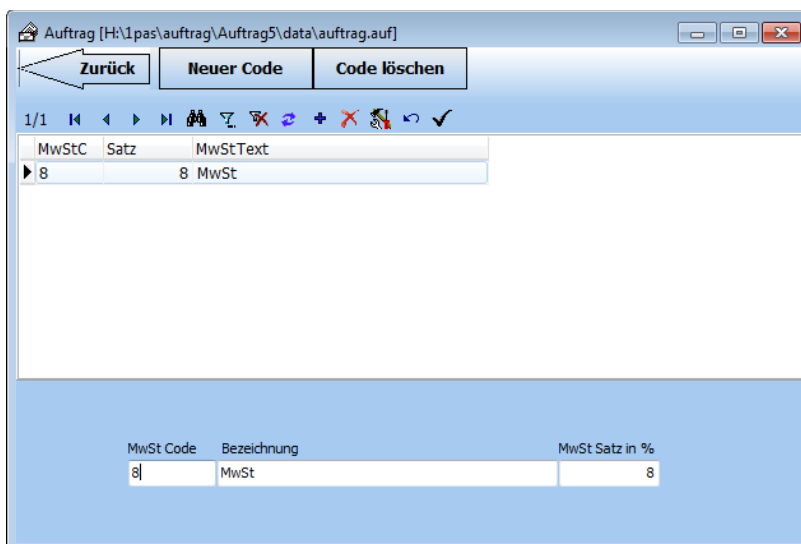 Auftrag [H:\1pas\auftrag\Auftrag5\data\auftrag.auf]
Zurück Neuer Code Code löschen
1/1
MwStC Satz MwStText
8 8 MwSt
MwSt Code Bezeichnung MwSt Satz in %
8 MwSt 8